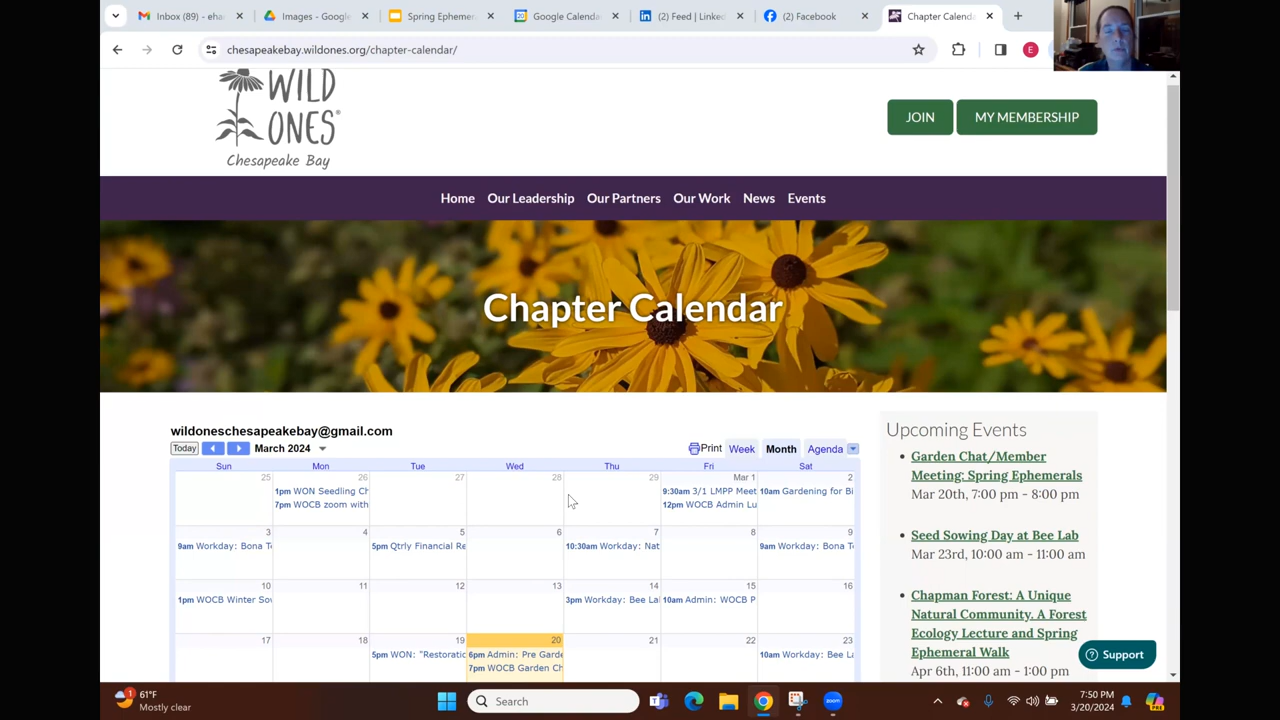 Inbox (89) - eha
Images - Google
Spring Ephemer
Google Calenda
(2) Feed | Linked
(2) Facebook
Chapter Calenda
chesapeakebay.wildones.org/chapter-calendar/
E
WILD
ONES®
Chesapeake Bay
JOIN
MY MEMBERSHIP
Home
Our Leadership
Our Partners
Our Work
News
Events
Chapter Calendar
wildoneschesapeakebay@gmail.com
Today
March 2024
Print
Week
Month
Agenda
Sun Mon Tue Wed Thu Fri Sat
25 26 27 28 29 Mar 1 2
1pm WON Seedling Ch
7pm WOCB zoom with
9:30am 3/1 LMPP Meet
12pm WOCB Admin Lu
10am Gardening for Bi
3 4 5 6 7 8 9
9am Workday: Bona T
5pm Qtrly Financial Re
10:30am Workday: Nat
9am Workday: Bona T
10 11 12 13 14 15 16
1pm WOCB Winter Sov
3pm Workday: Bee La
10am Admin: WOCB P
17 18 19 20 21 22 23
5pm WON: "Restoratio
6pm Admin: Pre Garde
7pm WOCB Garden Ch
10am Workday: Bee La
Upcoming Events
Garden Chat/Member
Meeting: Spring Ephemerals
Mar 20th, 7:00 pm - 8:00 pm
Seed Sowing Day at Bee Lab
Mar 23rd, 10:00 am - 11:00 am
Chapman Forest: A Unique
Natural Community. A Forest
Ecology Lecture and Spring
Ephemeral Walk
Apr 6th, 11:00 am - 1:00 pm
Support
1
61°F
Mostly clear
Search
zoom
7:50 PM
3/20/2024
PRE